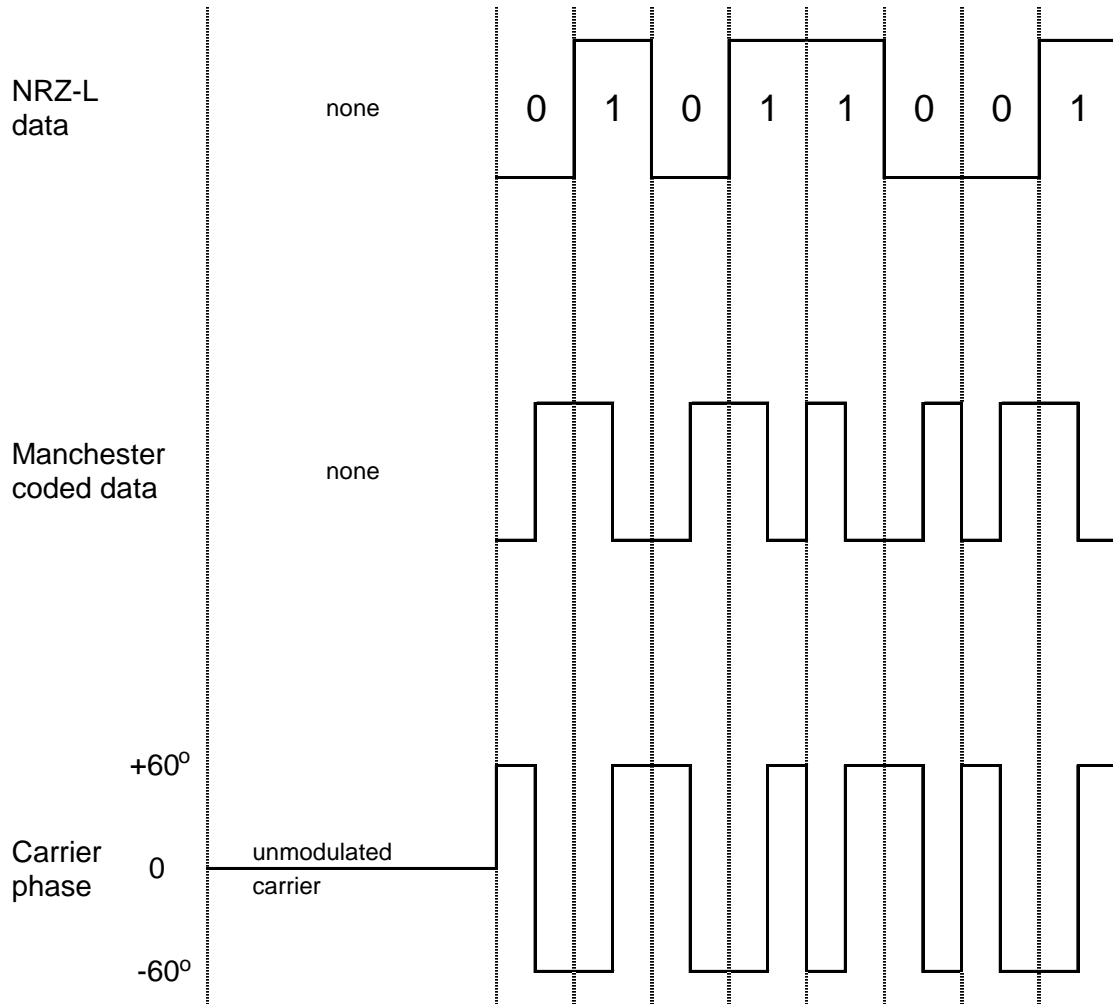 NRZ-L
data
none
0 1 0 1 1 0 0 1
Manchester
coded data
none
+60º
Carrier
phase
0
unmodulated
carrier
-60º